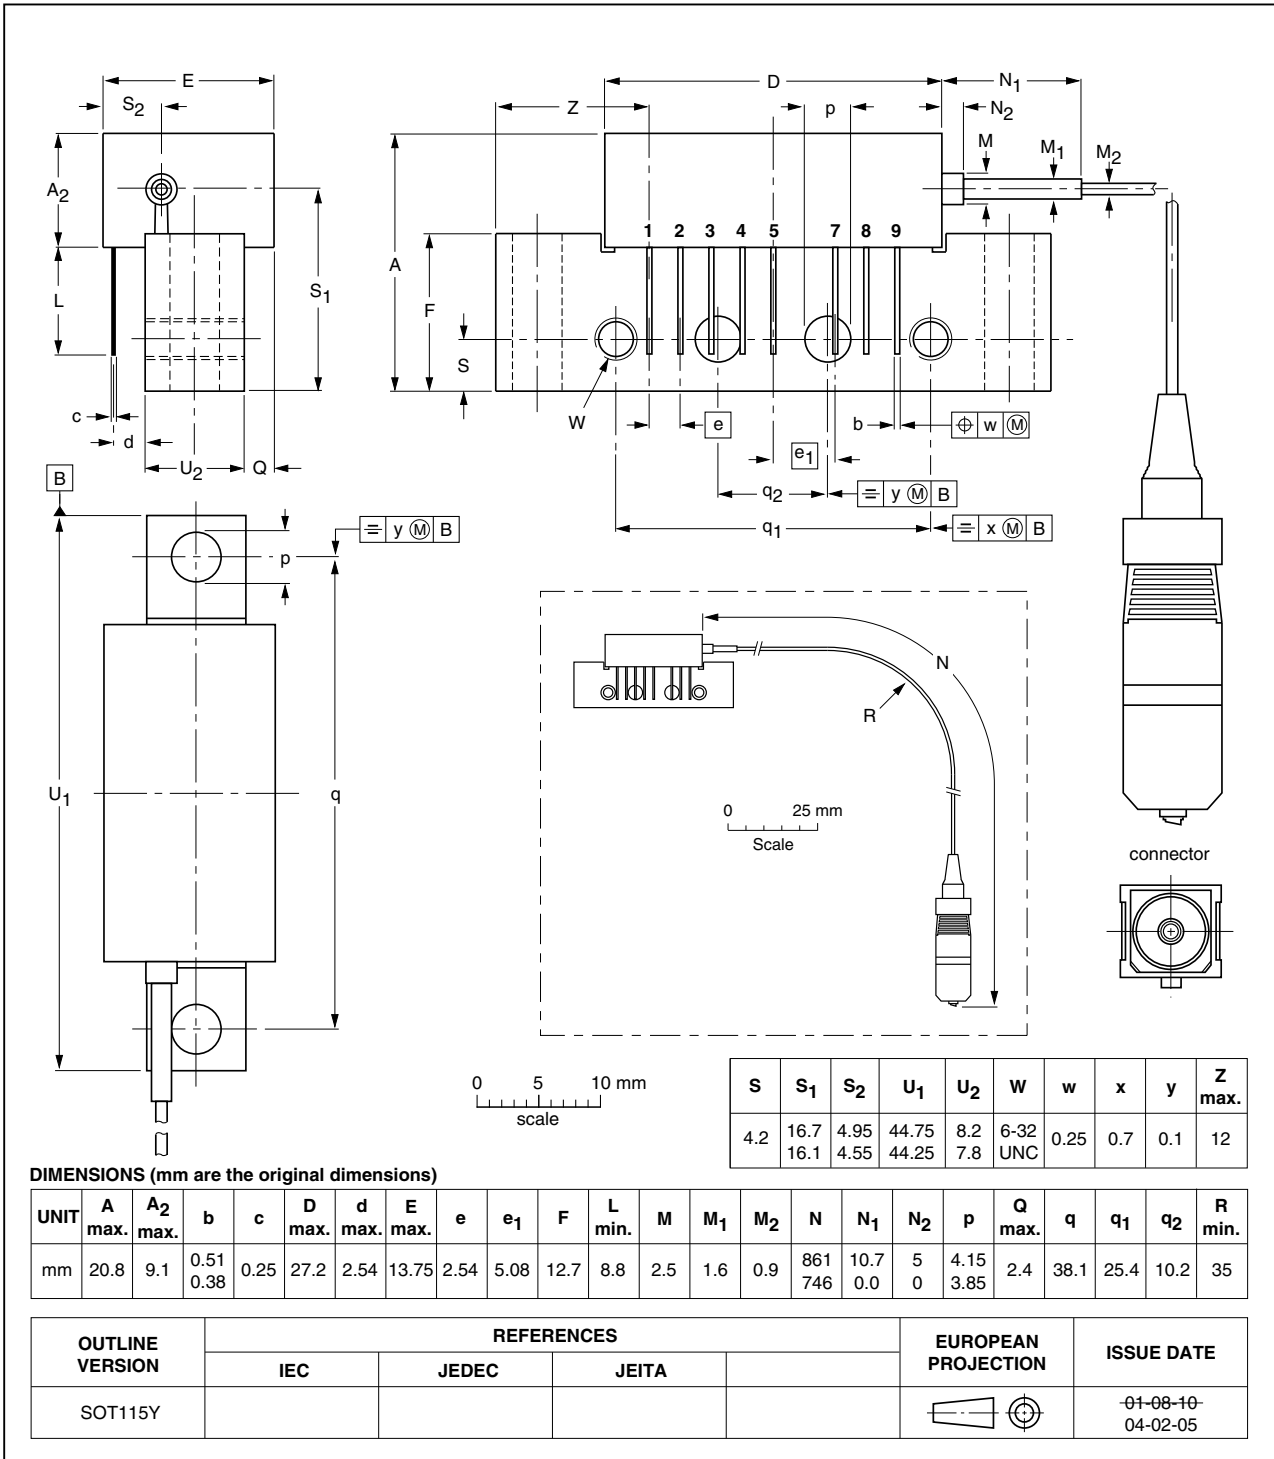 E
S2
A2
L
S1
c
d
U2
Q
D
N1
Z
p
N2
M
M1
M2
1 2 3 4 5 7 8 9
A
F
S
W
e
b
w M
e1
q2
y M B
q1
x M B
B
y M B
p
U1
q
N
R
0 25 mm
Scale
connector
0 5 10 mm
scale
S S1 S2 U1 U2 W w x y Z max.
4.2 16.7 16.1 4.95 4.55 44.75 44.25 8.2 7.8 6-32 UNC 0.25 0.7 0.1 12
DIMENSIONS (mm are the original dimensions)
UNIT A max. A2 max. b c D max. d max. E max. e e1 F L min. M M1 M2 N N1 N2 p Q max. q q1 q2 R min.
mm 20.8 9.1 0.51 0.38 0.25 27.2 2.54 13.75 2.54 5.08 12.7 8.8 2.5 1.6 0.9 861 746 10.7 0.0 5 0 4.15 3.85 2.4 38.1 25.4 10.2 35
OUTLINE VERSION REFERENCES EUROPEAN PROJECTION ISSUE DATE
IEC JEDEC JEITA
SOT115Y
01-08-10
04-02-05